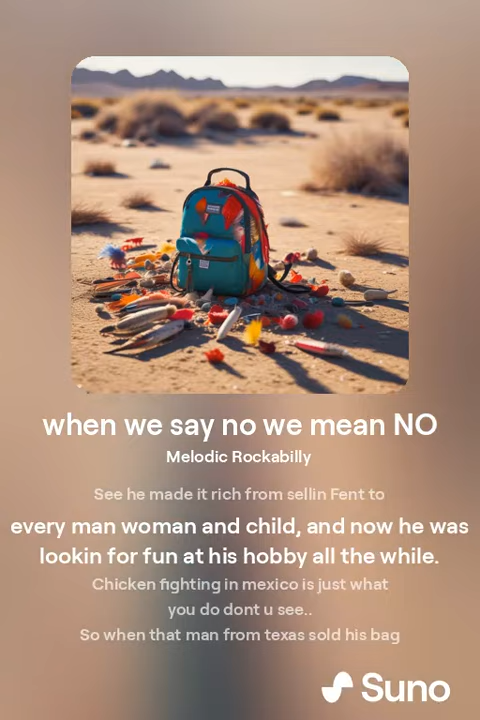 when we say no we mean NO
Melodic Rockabilly
See he made it rich from sellin Fent to
every man woman and child, and now he was
lookin for fun at his hobby all the while.
Chicken fighting in mexico is just what
you do dont u see..
So when that man from texas sold his bag
Suno